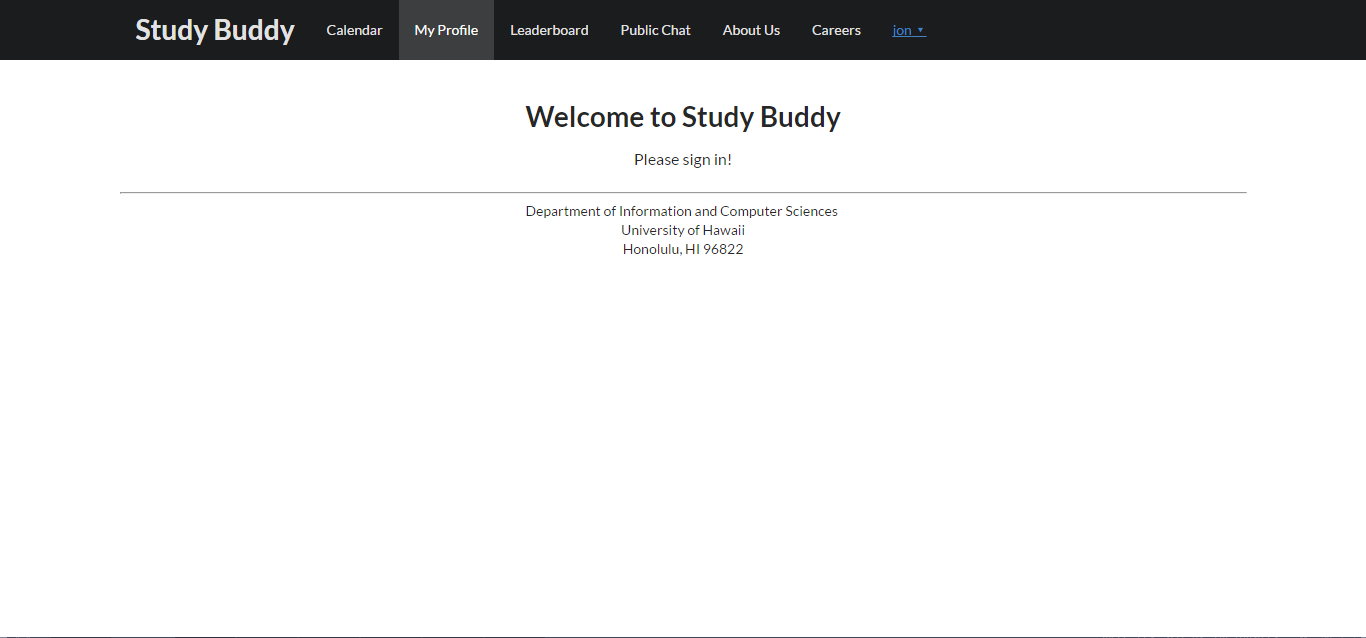 Study Buddy Calendar My Profile Leaderboard Public Chat About Us Careers jon
Welcome to Study Buddy
Please sign in!
Department of Information and Computer Sciences
University of Hawaii
Honolulu, HI 96822